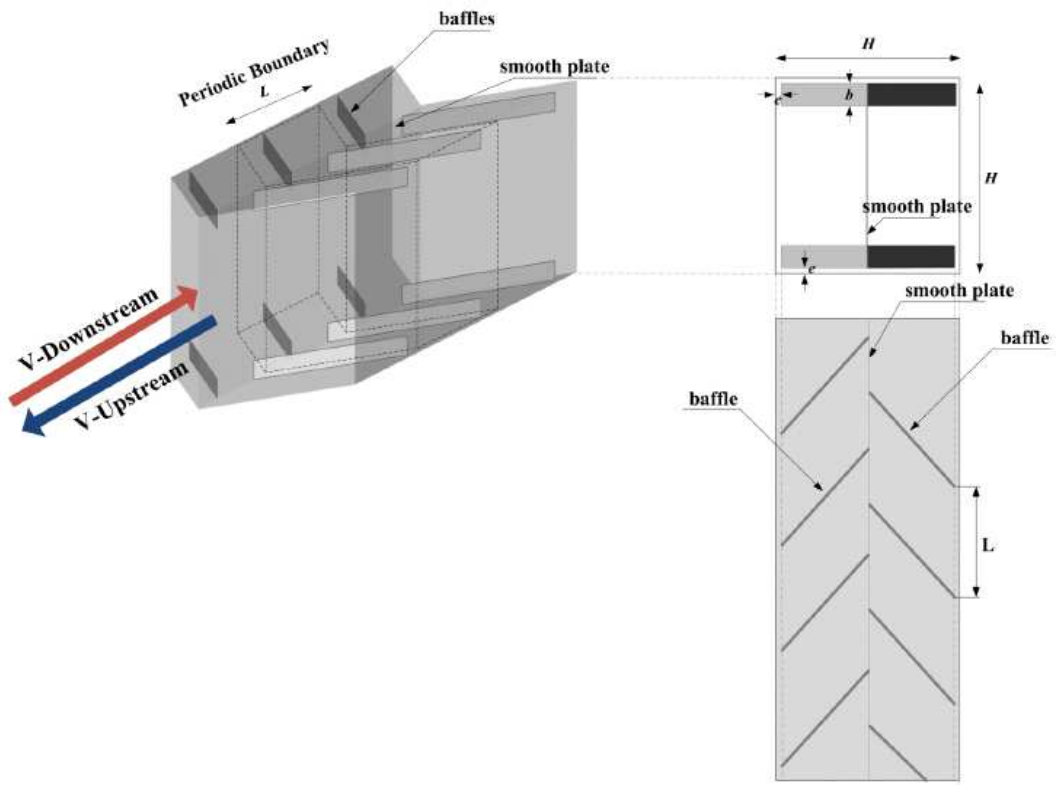 baffles
smooth plate
Periodic Boundary
L
V-Downstream
V-Upstream
H
e
b
H
smooth plate
e
smooth plate
baffle
baffle
L